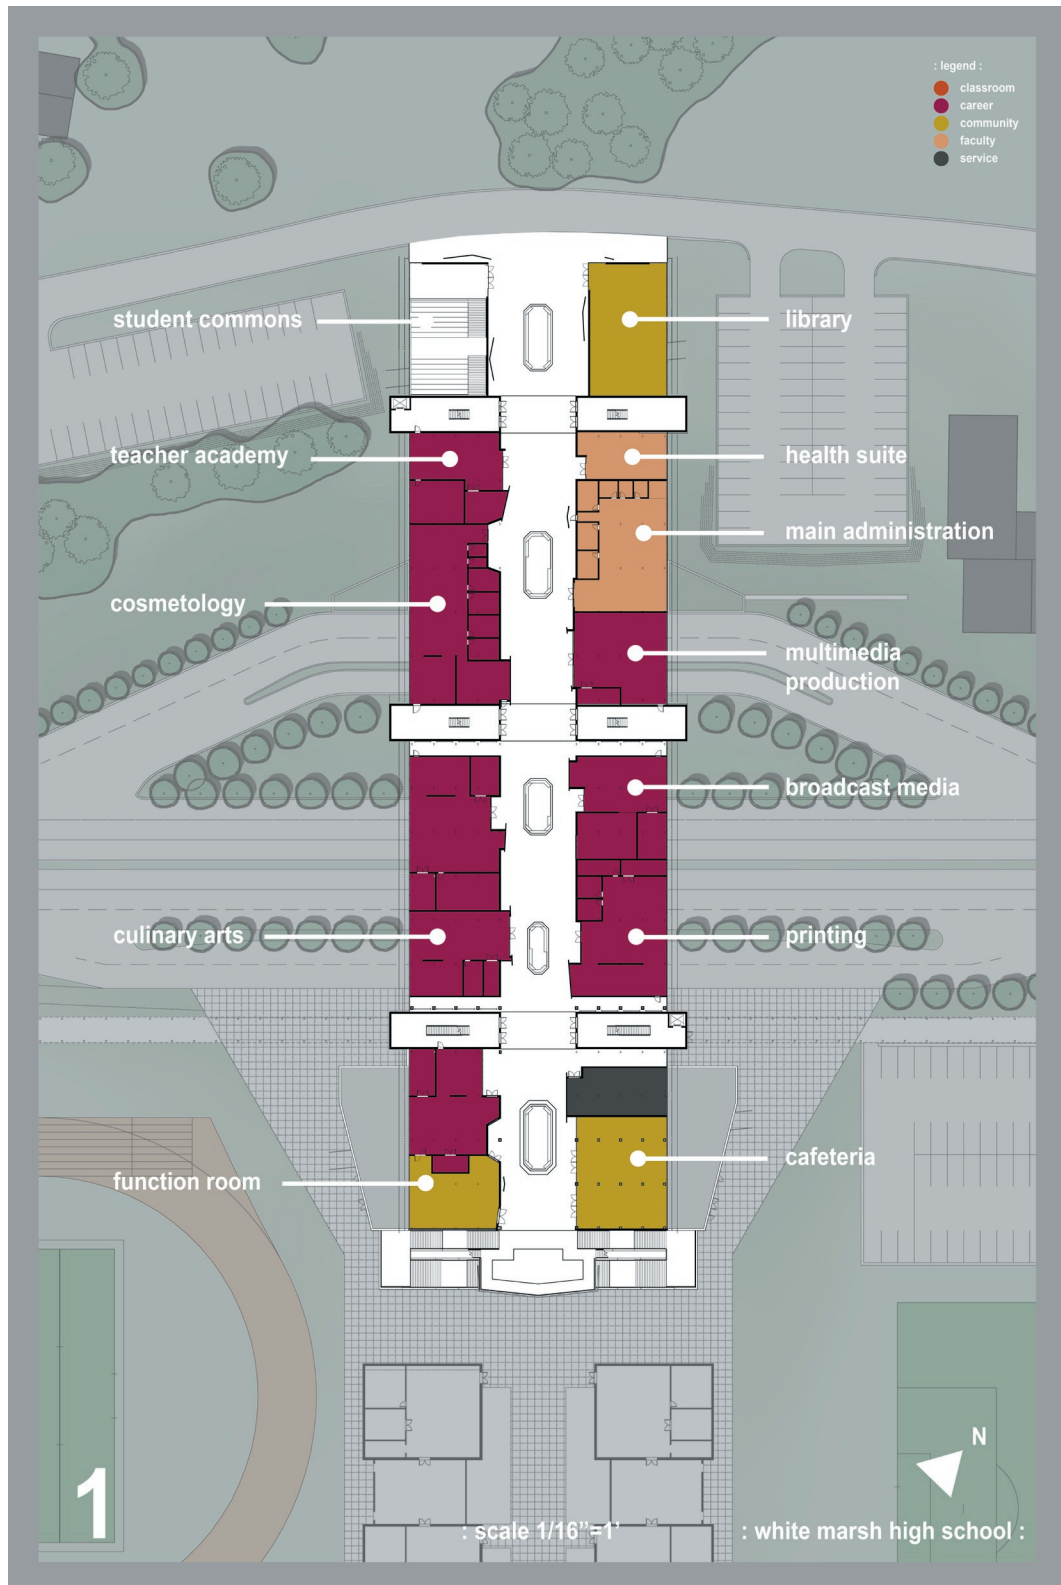 : legend :
classroom
career
community
faculty
service
student commons
library
teacher academy
health suite
main administration
cosmetology
multimedia
production
broadcast media
culinary arts
printing
cafeteria
function room
N
1
: scale 1/16”=1’
: white marsh high school :